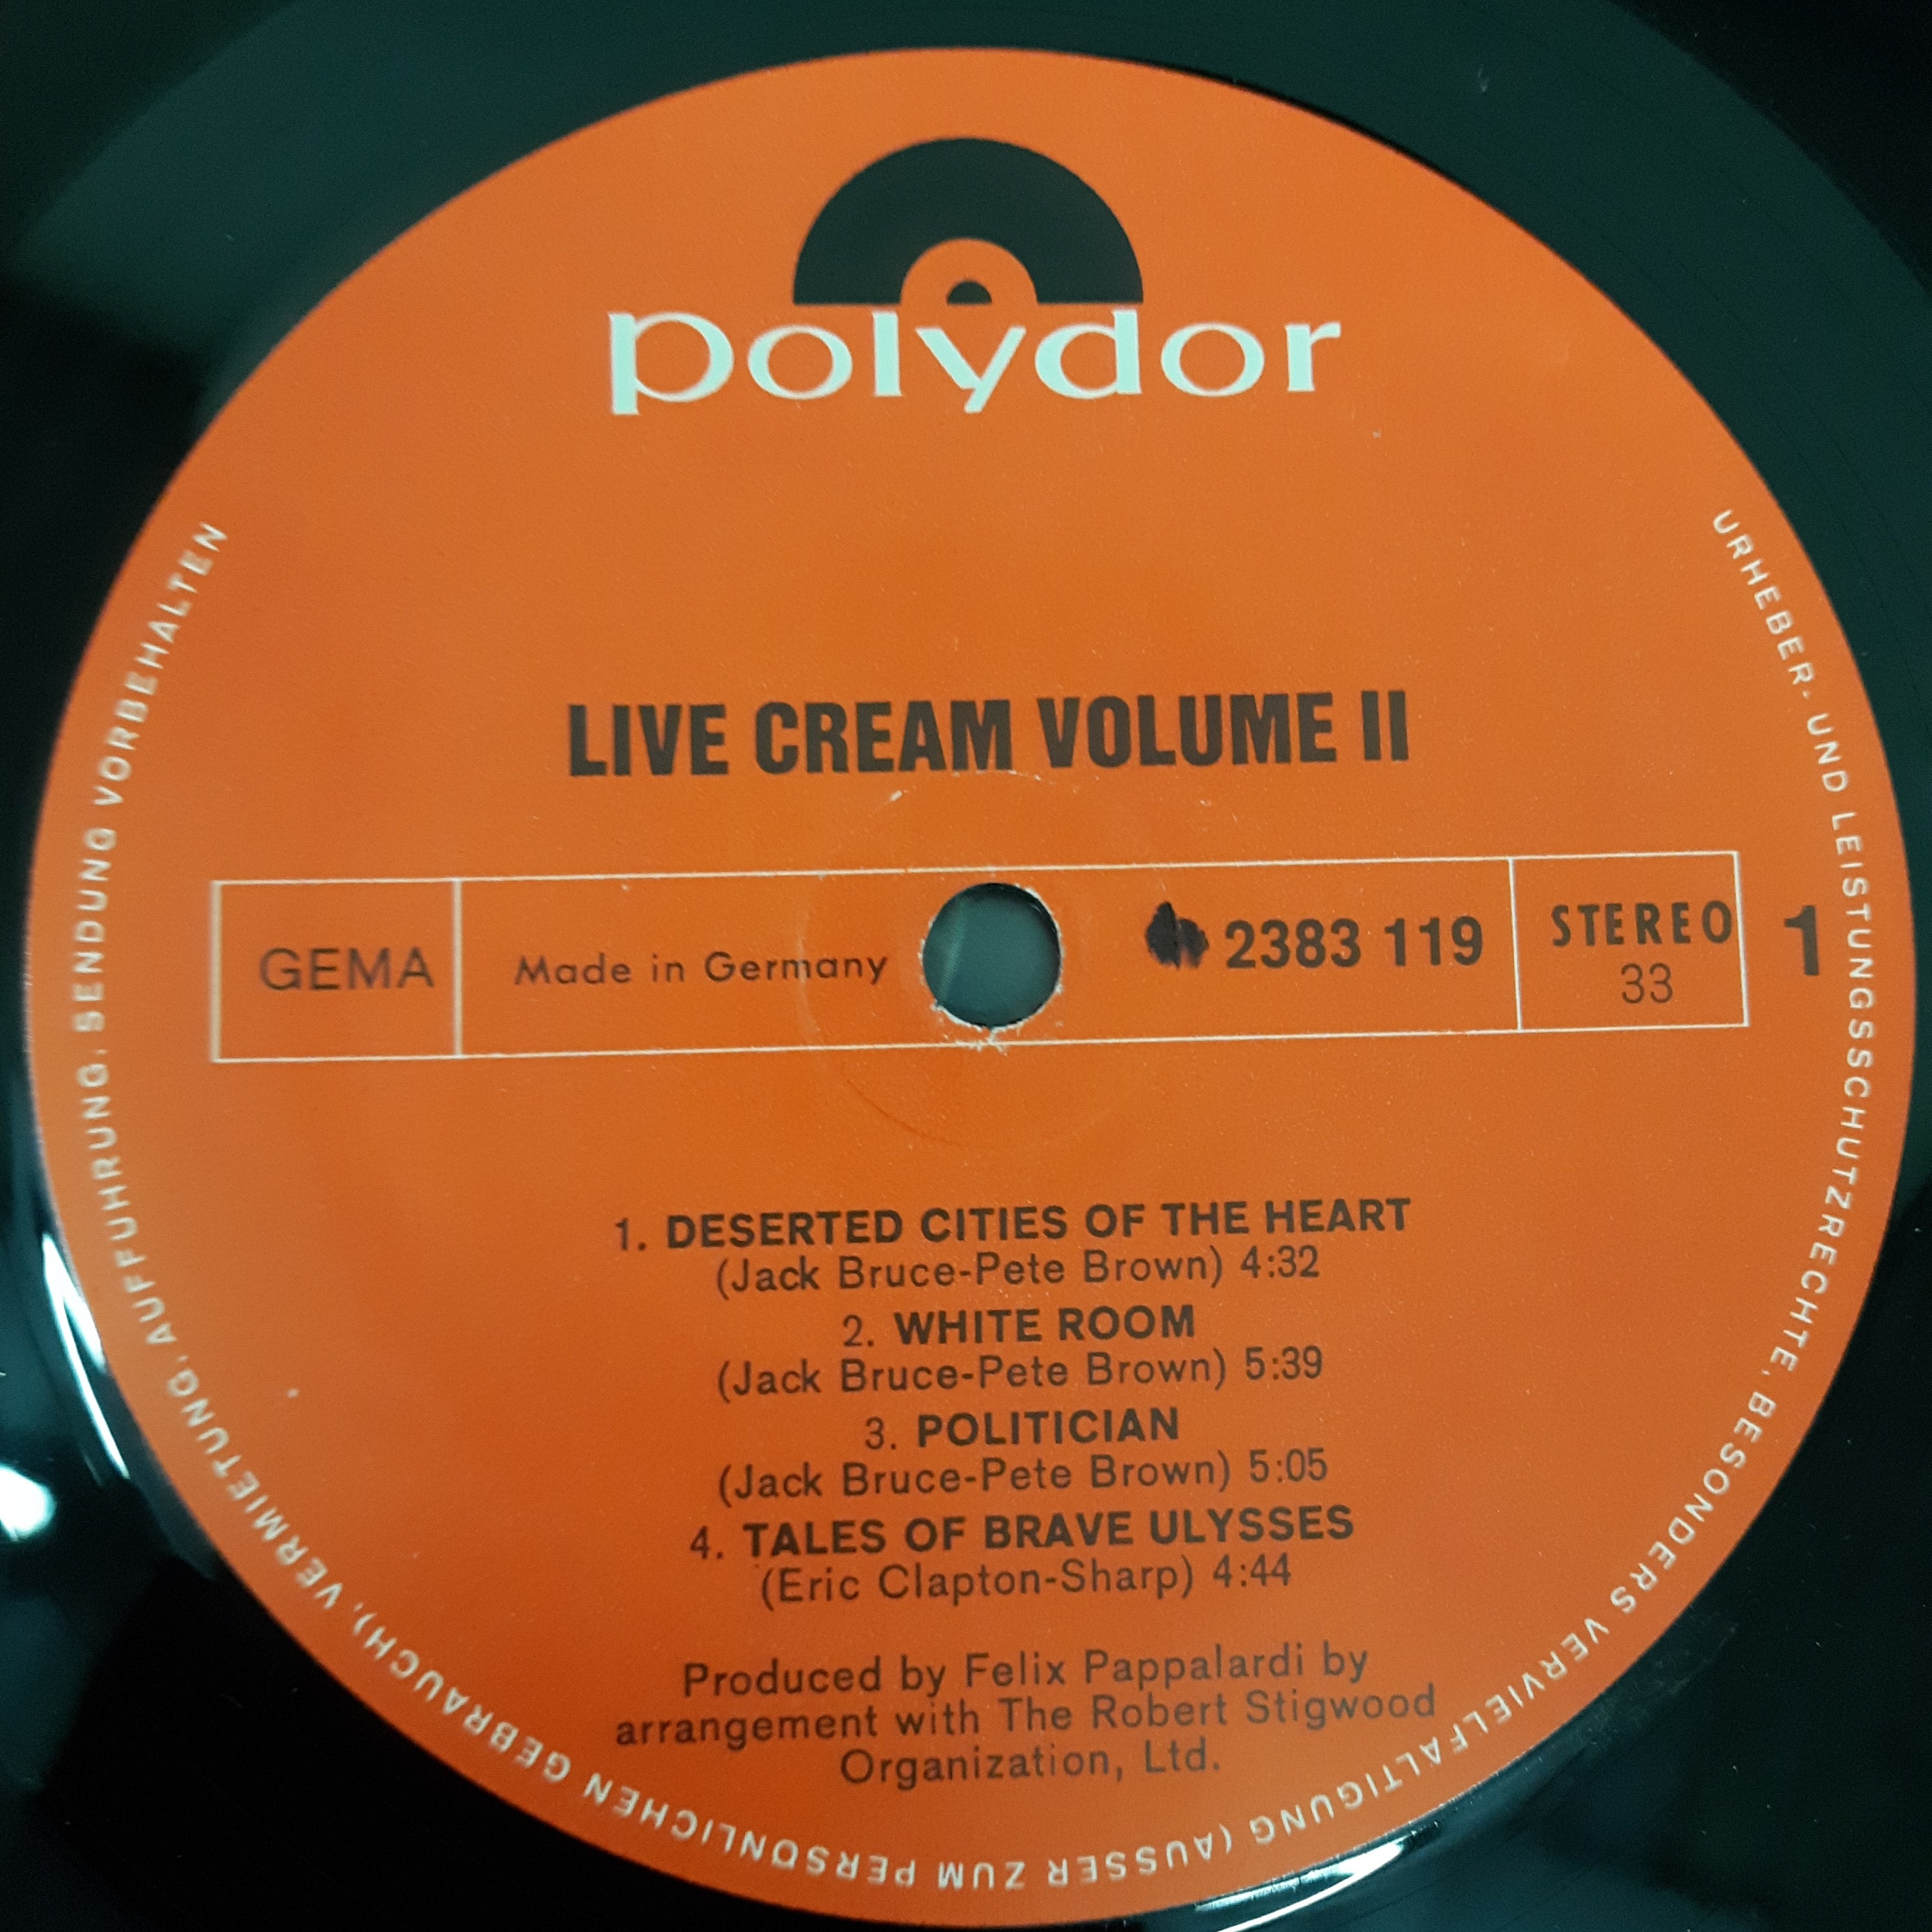 polydor
LIVE CREAM VOLUME II
GEMA
Made in Germany
2383 119
STEREO
33
1
1. DESERTED CITIES OF THE HEART
(Jack Bruce-Pete Brown) 4:32
2. WHITE ROOM
(Jack Bruce-Pete Brown) 5:39
3. POLITICIAN
(Jack Bruce-Pete Brown) 5:05
4. TALES OF BRAVE ULYSSES
(Eric Clapton-Sharp) 4:44
Produced by Felix Pappalardi by
arrangement with The Robert Stigwood
Organization, Ltd.
URHEBER- UND LEISTUNGSSCHUTZRECHTE, BESONDERS VERVIELFÄLTIGUNG (AUSSER ZUM PERSÖNLICHEN GEBRAUCH), VERMIETUNG, AUFFÜHRUNG, SENDUNG VORBEHALTEN